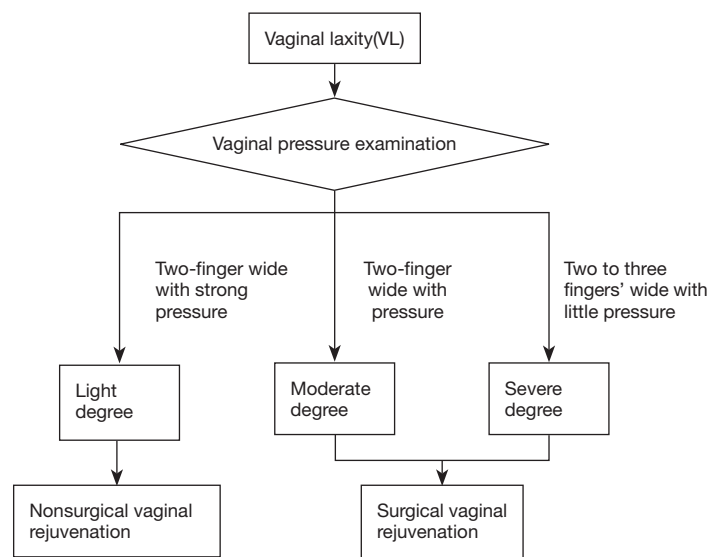 Vaginal laxity(VL)
Vaginal pressure examination
Two-finger wide
with strong
pressure
Two-finger
wide with
pressure
Two to three
fingers' wide with
little pressure
Light
degree
Moderate
degree
Severe
degree
Nonsurgical vaginal
rejuvenation
Surgical vaginal
rejuvenation